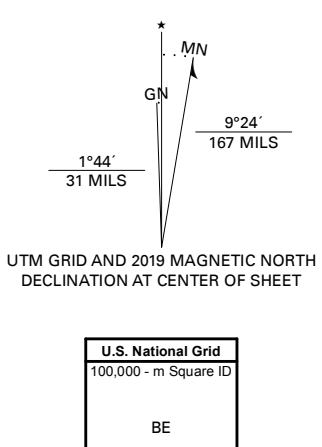 ★
MN
GN
9°24´
167 MILS
1°44´
31 MILS
UTM GRID AND 2019 MAGNETIC NORTH
DECLINATION AT CENTER OF SHEET
U.S. National Grid
100,000 - m Square ID
BE